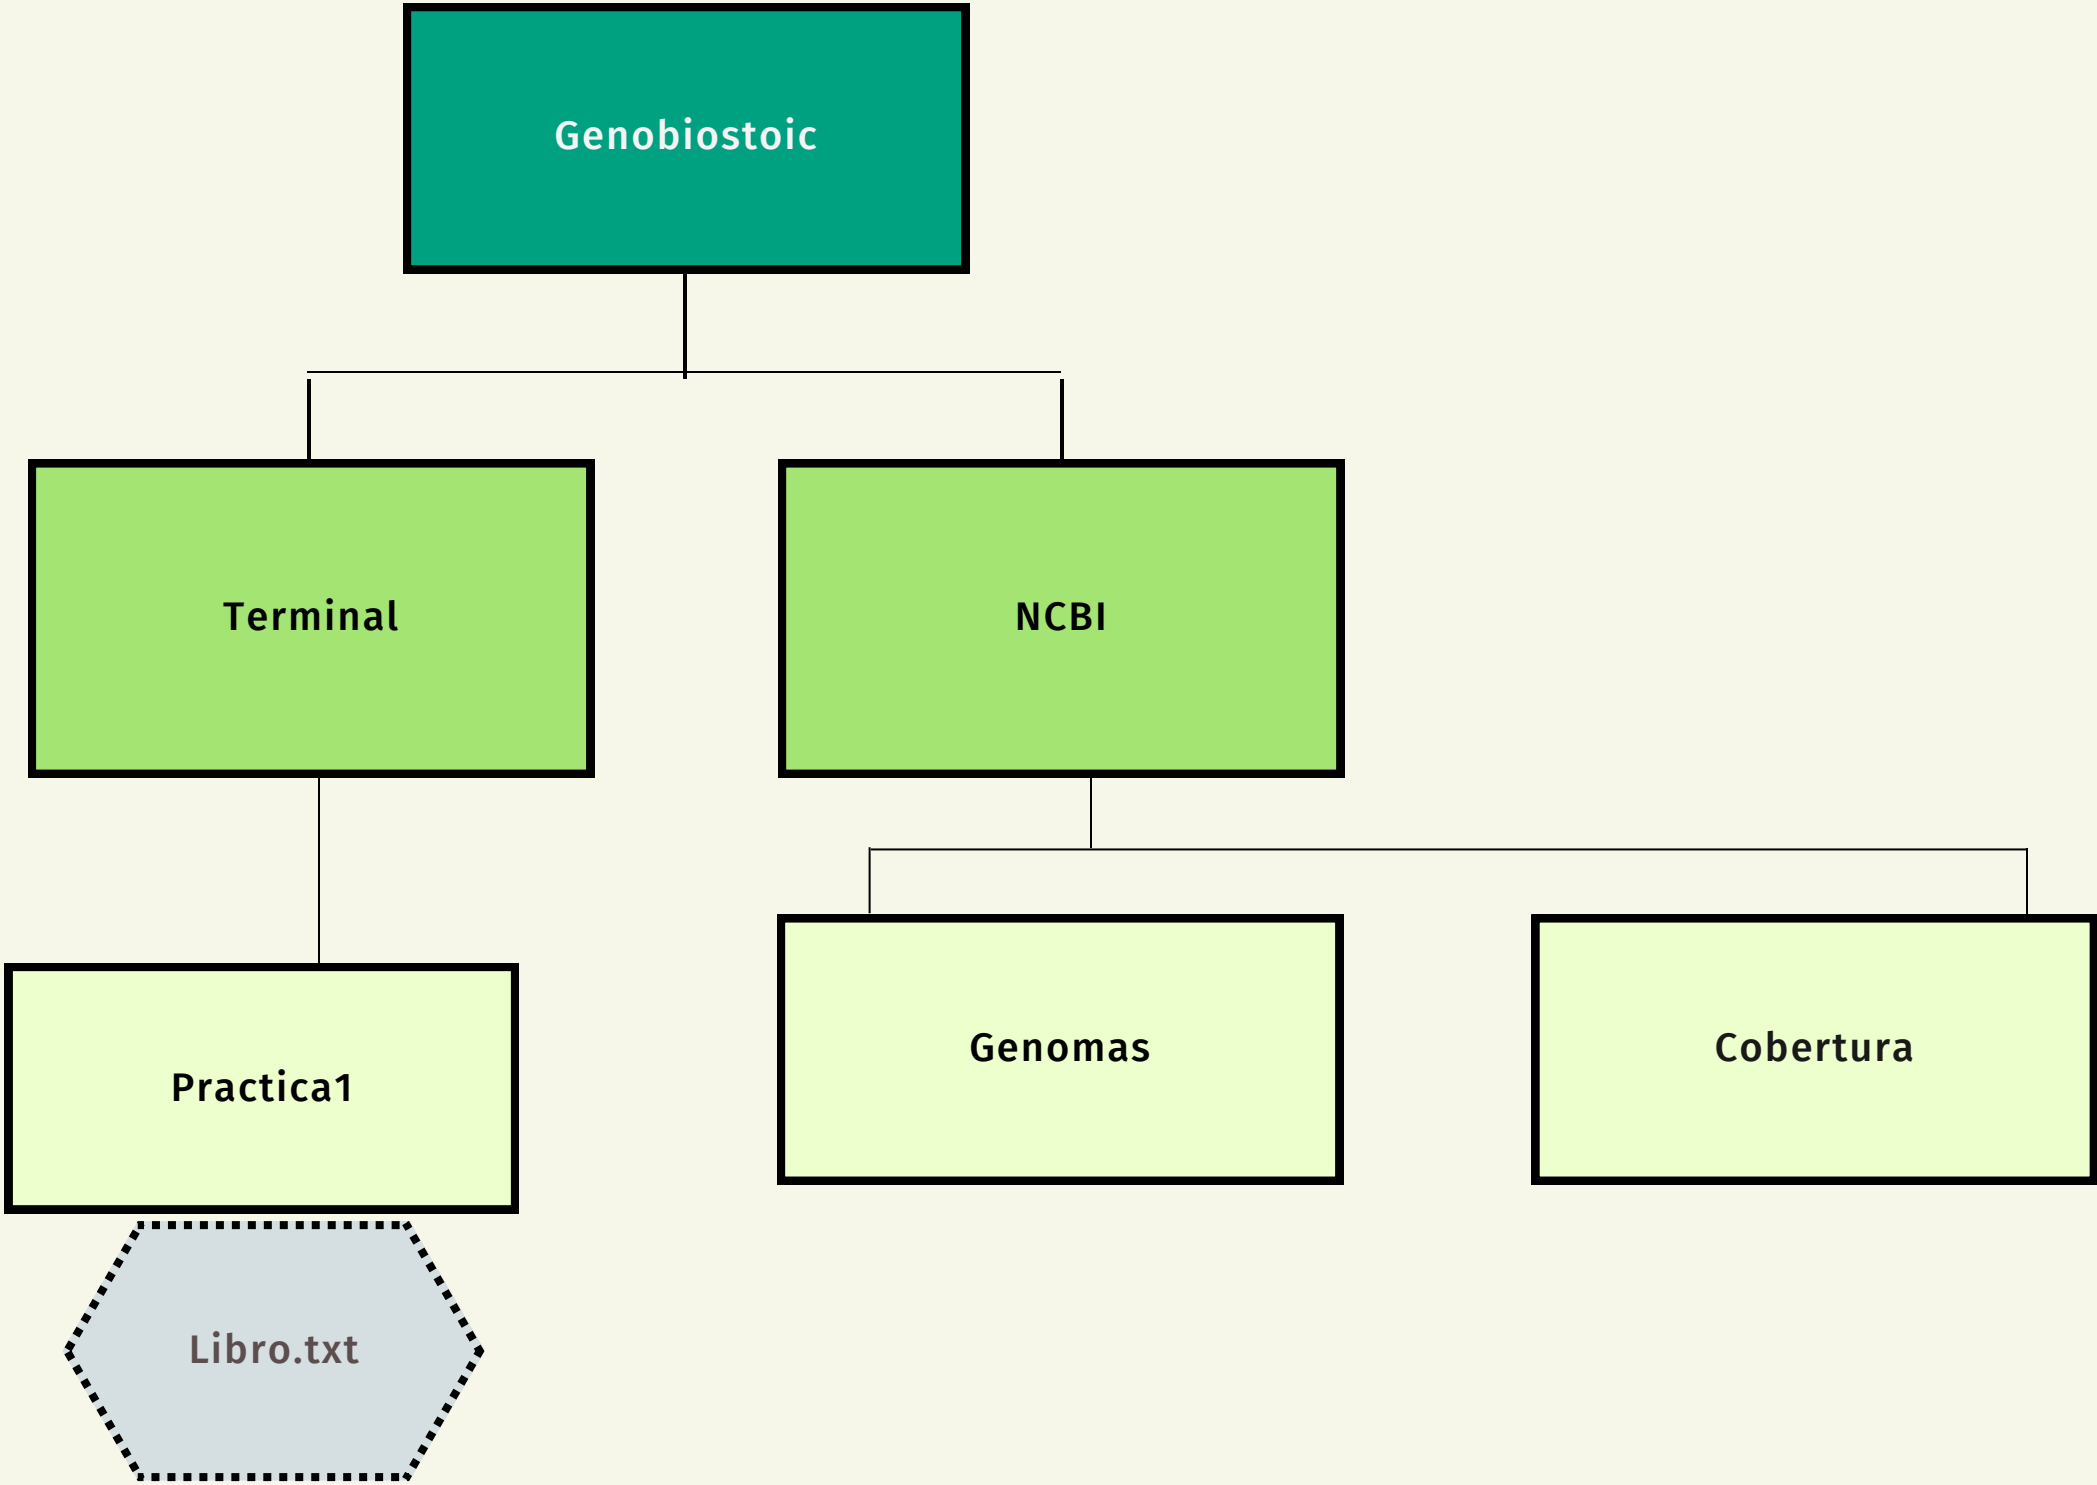 Genobiostoic
Terminal
NCBI
Practica1
Genomas
Cobertura
Libro.txt